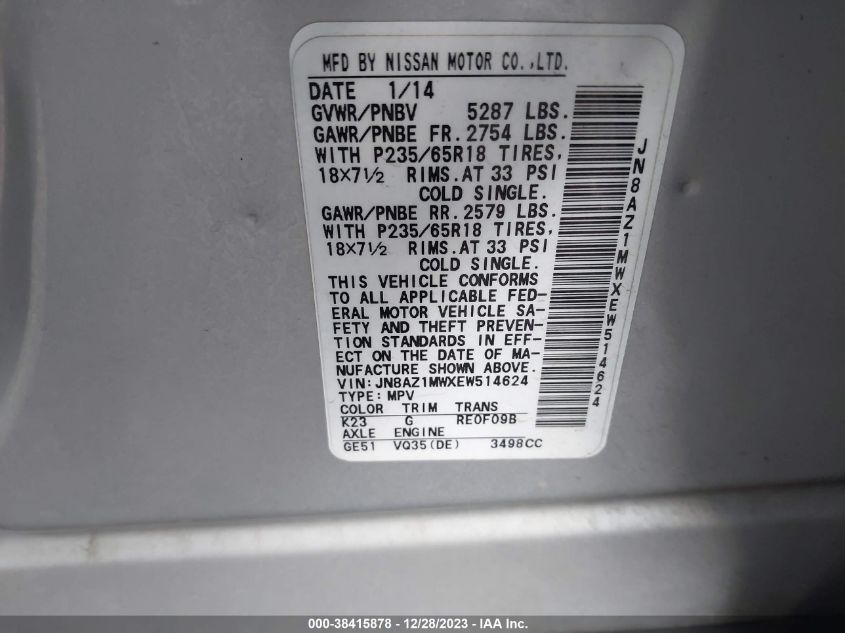 MFD BY NISSAN MOTOR CO.,LTD.
DATE 1/14
GVWR/PNBV 5287 LBS.
GAWR/PNBE FR. 2754 LBS.
WITH P235/65R18 TIRES,
18X7½ RIMS. AT 33 PSI
COLD SINGLE.
GAWR/PNBE RR. 2579 LBS.
WITH P235/65R18 TIRES,
18X7½ RIMS. AT 33 PSI
COLD SINGLE.
THIS VEHICLE CONFORMS
TO ALL APPLICABLE FED-
ERAL MOTOR VEHICLE SA-
FETY AND THEFT PREVEN-
TION STANDARDS IN EFF-
ECT ON THE DATE OF MA-
NUFACTURE SHOWN ABOVE.
VIN: JN8AZ1MWXEW514624
TYPE: MPV
COLOR TRIM TRANS
K23 G RE0F09B
AXLE ENGINE
GE51 VQ35(DE) 3498CC
JN8AZ1MWXEW514624
000-38415878 - 12/28/2023 - IAA Inc.